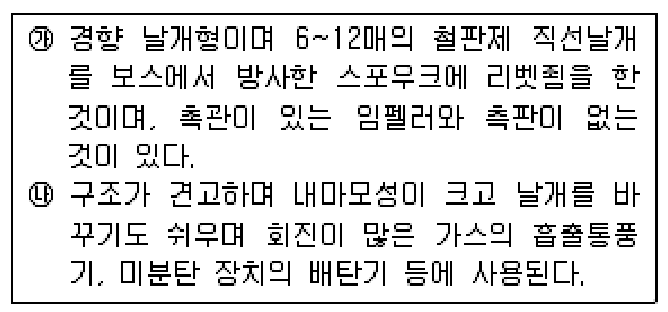 ㉮ 경향 날개형이며 6~12매의 철판제 직선날개
를 보스에서 방사한 스포우크에 리벳죔을 한
것이며, 측관이 있는 임펠러와 측판이 없는
것이 있다.
㉯ 구조가 견고하며 내마모성이 크고 날개를 바
꾸기도 쉬우며 회진이 많은 가스의 흡출통풍
기, 미분탄 장치의 배탄기 등에 사용된다.